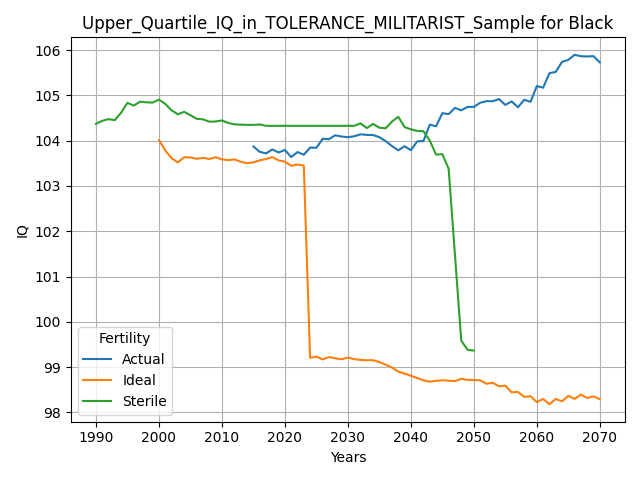 Upper_Quartile_IQ_in_TOLERANCE_MILITARIST_Sample for Black
106
105
104
103
102
101
100
99
98
IQ
Fertility
Actual
Ideal
Sterile
1990 2000 2010 2020 2030 2040 2050 2060 2070
Years